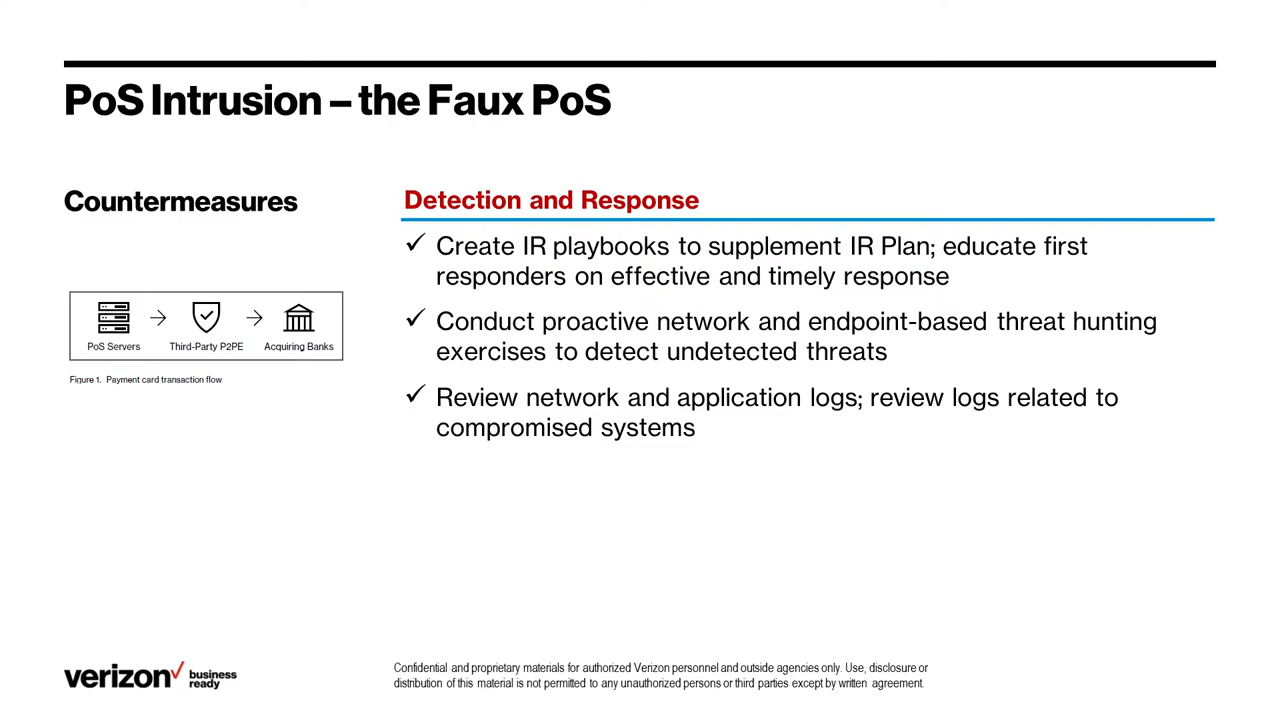 PoS Intrusion – the Faux PoS
Countermeasures
PoS Servers
Third-Party P2PE
Acquiring Banks
Figure 1. Payment card transaction flow
Detection and Response
✓ Create IR playbooks to supplement IR Plan; educate first
responders on effective and timely response
✓ Conduct proactive network and endpoint-based threat hunting
exercises to detect undetected threats
✓ Review network and application logs; review logs related to
compromised systems
verizon✓
business
ready
Confidential and proprietary materials for authorized Verizon personnel and outside agencies only. Use, disclosure or
distribution of this material is not permitted to any unauthorized persons or third parties except by written agreement.